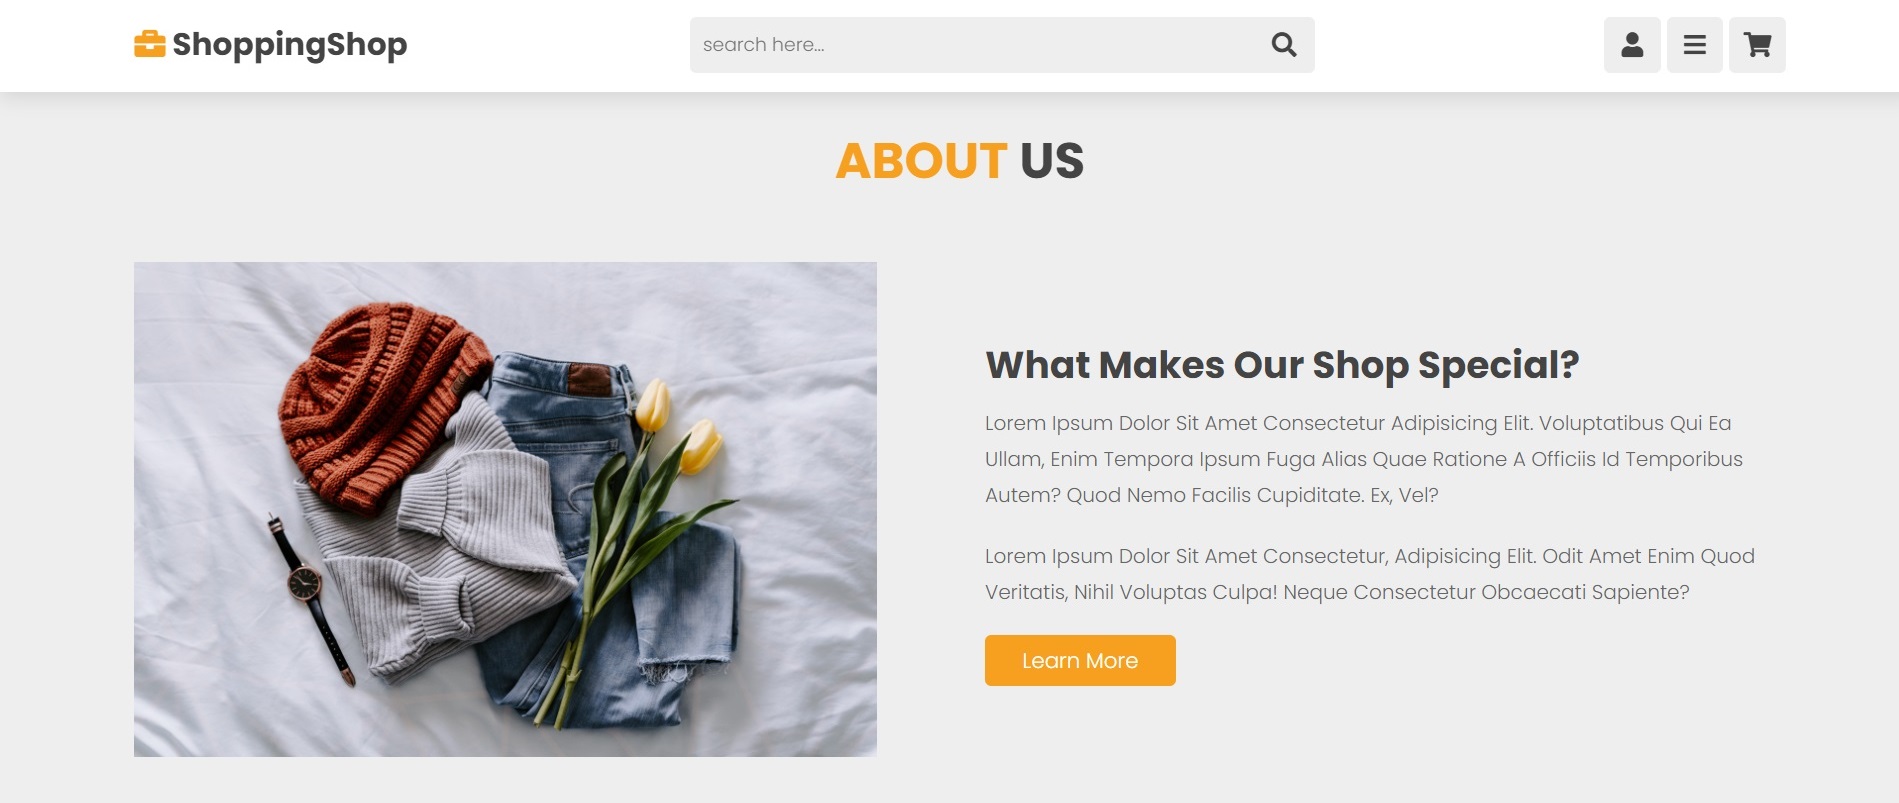 ShoppingShop
search here...
ABOUT US
What Makes Our Shop Special?
Lorem Ipsum Dolor Sit Amet Consectetur Adipisicing Elit. Voluptatibus Qui Ea
Ullam, Enim Tempora Ipsum Fuga Alias Quae Ratione A Officiis Id Temporibus
Autem? Quod Nemo Facilis Cupiditate. Ex, Vel?
Lorem Ipsum Dolor Sit Amet Consectetur, Adipisicing Elit. Odit Amet Enim Quod
Veritatis, Nihil Voluptas Culpa! Neque Consectetur Obcaecati Sapiente?
Learn More